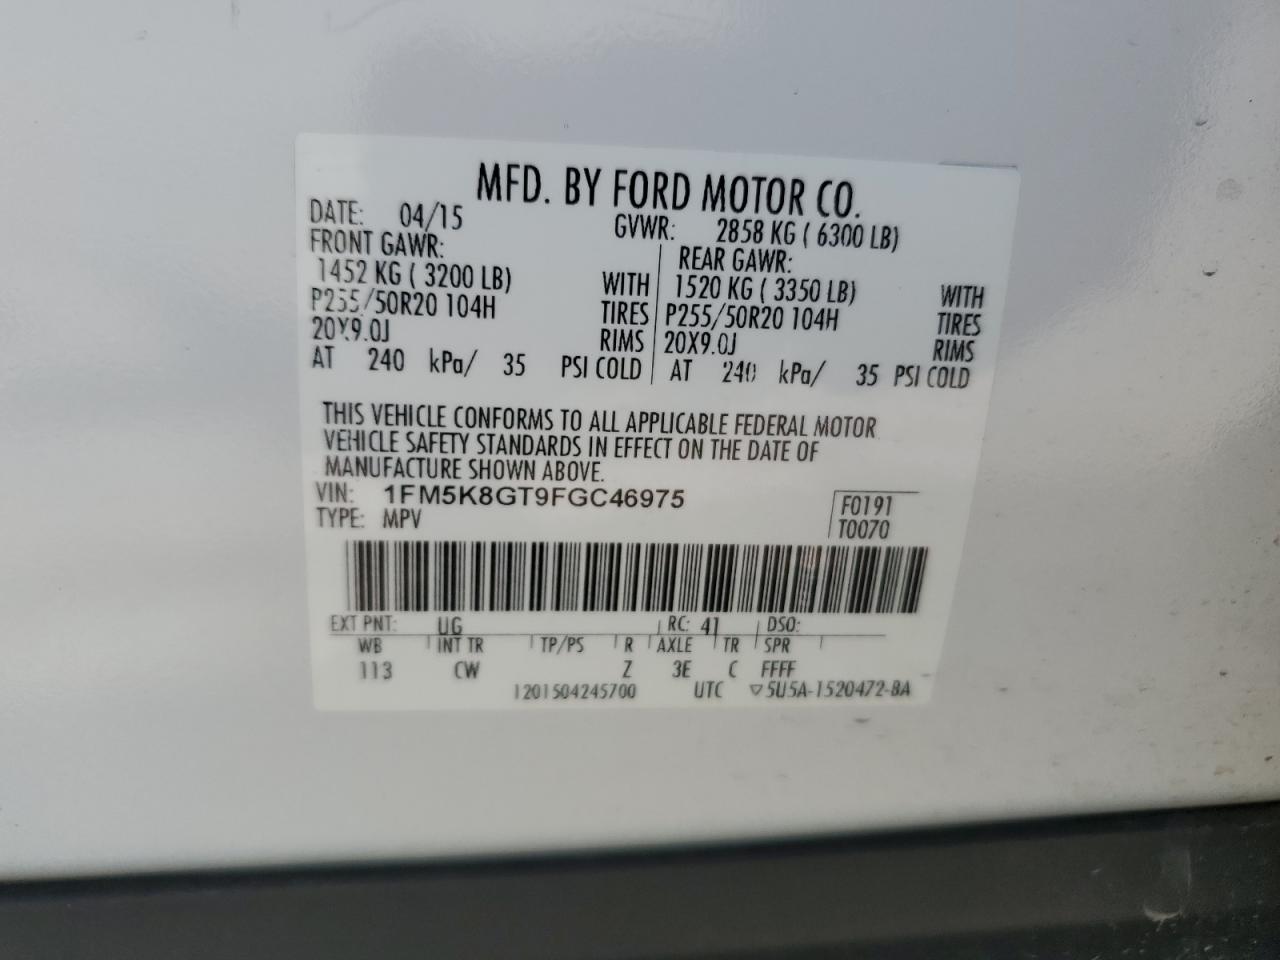 MFD. BY FORD MOTOR CO.
DATE: 04/15 GVWR: 2858 KG ( 6300 LB)
FRONT GAWR: REAR GAWR:
1452 KG ( 3200 LB) WITH 1520 KG ( 3350 LB) WITH
P255/50R20 104H TIRES P255/50R20 104H TIRES
20X9.0J RIMS 20X9.0J RIMS
AT 240 kPa/ 35 PSI COLD AT 240 kPa/ 35 PSI COLD
THIS VEHICLE CONFORMS TO ALL APPLICABLE FEDERAL MOTOR
VEHICLE SAFETY STANDARDS IN EFFECT ON THE DATE OF
MANUFACTURE SHOWN ABOVE.
VIN: 1FM5K8GT9FGC46975 F0191
TYPE: MPV T0070
EXT PNT: UG RC: 41 DSO:
WB INT TR TP/PS R AXLE TR SPR
113 CW Z 3E C FFFF
1201504245700 UTC ▽5U5A-1520472-BA